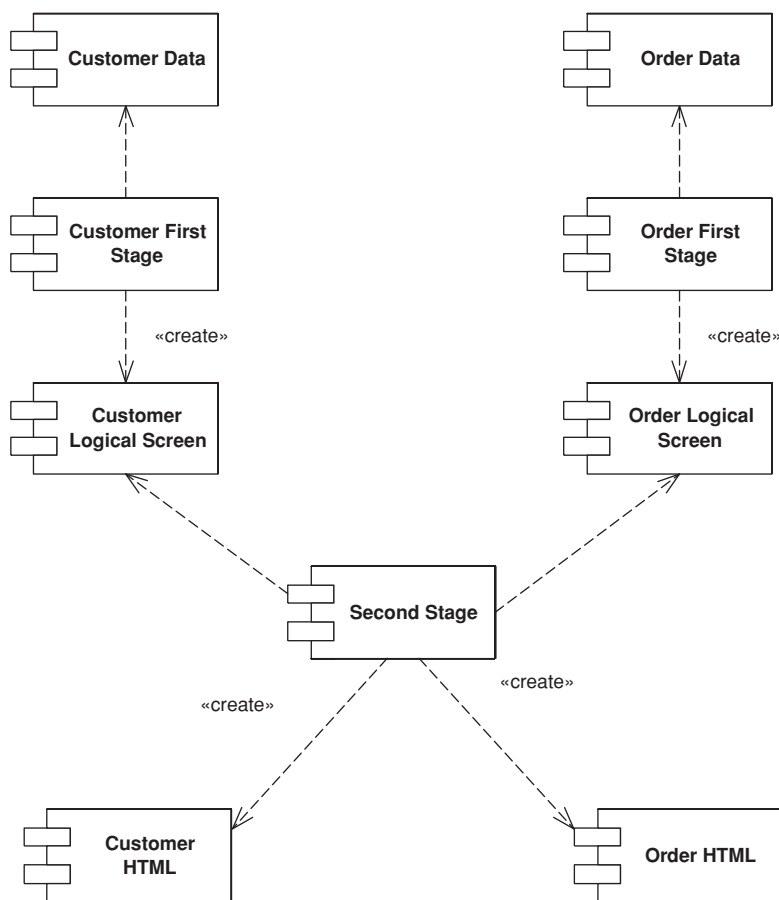 Customer Data
Order Data
Customer First
Stage
Order First
Stage
«create»
«create»
Customer
Logical Screen
Order Logical
Screen
Second Stage
«create»
«create»
Customer
HTML
Order HTML